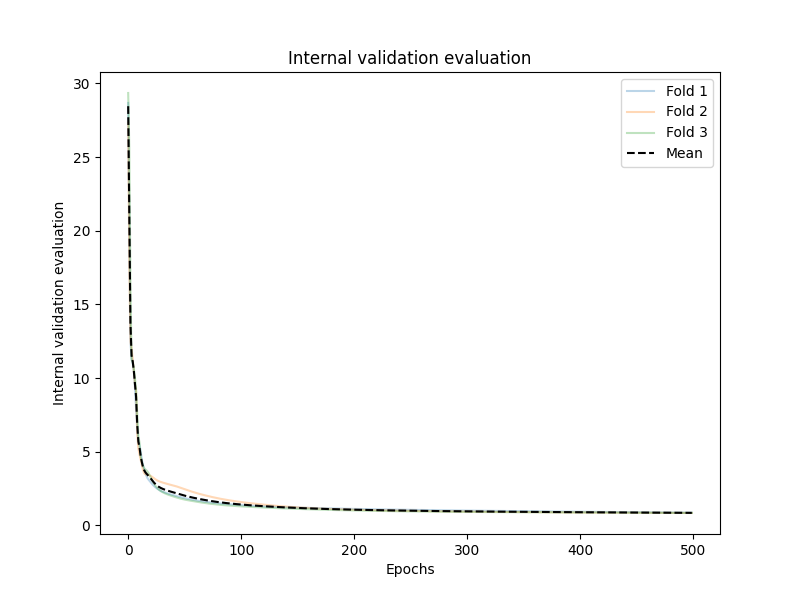 Internal validation evaluation
Internal validation evaluation
30
25
20
15
10
5
0
Fold 1
Fold 2
Fold 3
Mean
0 100 200 300 400 500
Epochs